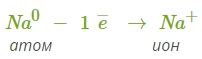 Na⁰ − 1 e̅ → Na⁺
атом ион